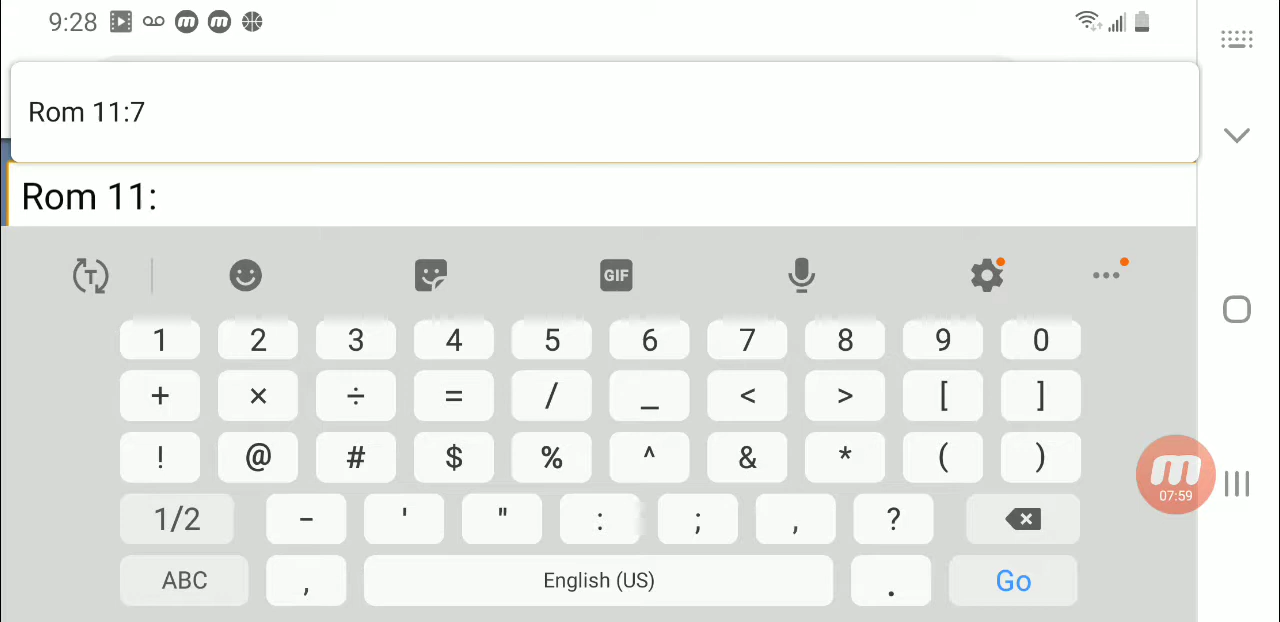 9:28
Rom 11:7
Rom 11:
T GIF
1 2 3 4 5 6 7 8 9 0
+ × ÷ = / _ < > [ ]
! @ # $ % ^ & * ( )
1/2 - ' " : ; , ?
m 07:59
ABC , English (US) . Go